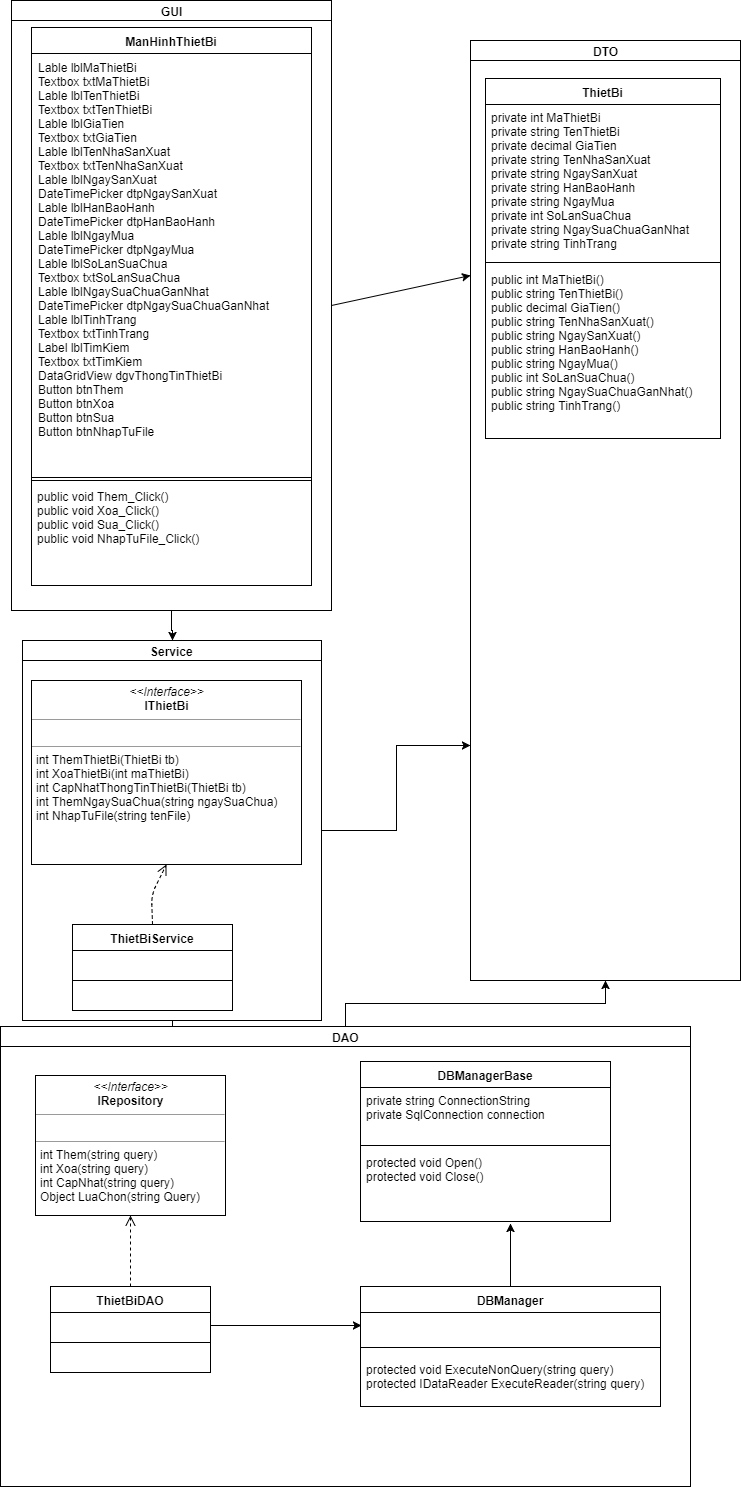 GUI
ManHinhThietBi
Lable lblMaThietBi
Textbox txtMaThietBi
Lable lblTenThietBi
Textbox txtTenThietBi
Lable lblGiaTien
Textbox txtGiaTien
Lable lblTenNhaSanXuat
Textbox txtTenNhaSanXuat
Lable lblNgaySanXuat
DateTimePicker dtpNgaySanXuat
Lable lblHanBaoHanh
DateTimePicker dtpHanBaoHanh
Lable lblNgayMua
DateTimePicker dtpNgayMua
Lable lblSoLanSuaChua
Textbox txtSoLanSuaChua
Lable lblNgaySuaChuaGanNhat
DateTimePicker dtpNgaySuaChuaGanNhat
Lable lblTinhTrang
Textbox txtTinhTrang
Label lblTimKiem
Textbox txtTimKiem
DataGridView dgvThongTinThietBi
Button btnThem
Button btnXoa
Button btnSua
Button btnNhapTuFile
public void Them_Click()
public void Xoa_Click()
public void Sua_Click()
public void NhapTuFile_Click()
DTO
ThietBi
private int MaThietBi
private string TenThietBi
private decimal GiaTien
private string TenNhaSanXuat
private string NgaySanXuat
private string HanBaoHanh
private string NgayMua
private int SoLanSuaChua
private string NgaySuaChuaGanNhat
private string TinhTrang
public int MaThietBi()
public string TenThietBi()
public decimal GiaTien()
public string TenNhaSanXuat()
public string NgaySanXuat()
public string HanBaoHanh()
public string NgayMua()
public int SoLanSuaChua()
public string NgaySuaChuaGanNhat()
public string TinhTrang()
Service
<<Interface>>
IThietBi
int ThemThietBi(ThietBi tb)
int XoaThietBi(int maThietBi)
int CapNhatThongTinThietBi(ThietBi tb)
int ThemNgaySuaChua(string ngaySuaChua)
int NhapTuFile(string tenFile)
ThietBiService
DAO
<<Interface>>
IRepository
int Them(string query)
int Xoa(string query)
int CapNhat(string query)
Object LuaChon(string Query)
DBManagerBase
private string ConnectionString
private SqlConnection connection
protected void Open()
protected void Close()
ThietBiDAO
DBManager
protected void ExecuteNonQuery(string query)
protected IDataReader ExecuteReader(string query)